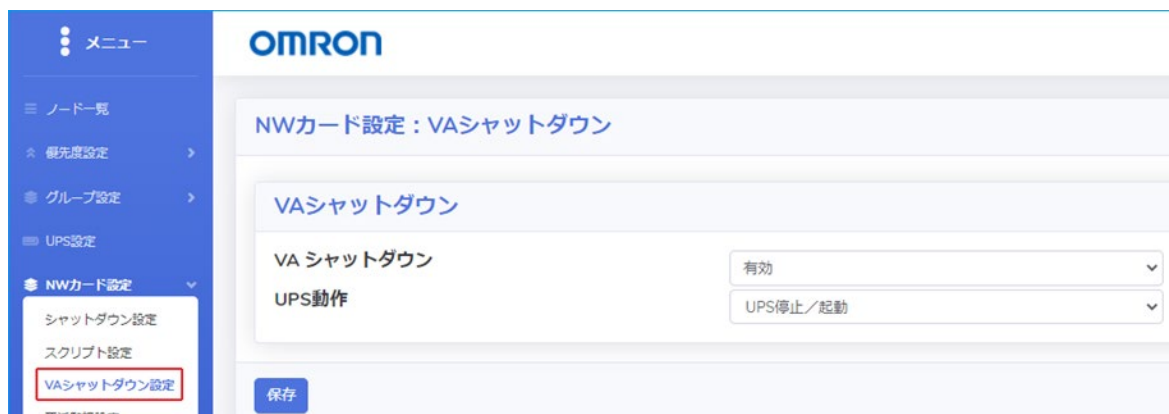 メニュー
OMRON
ノード一覧
優先度設定
グループ設定
UPS設定
NWカード設定
シャットダウン設定
スクリプト設定
VAシャットダウン設定
NWカード設定：VAシャットダウン
VAシャットダウン
VA シャットダウン
有効
UPS動作
UPS停止／起動
保存